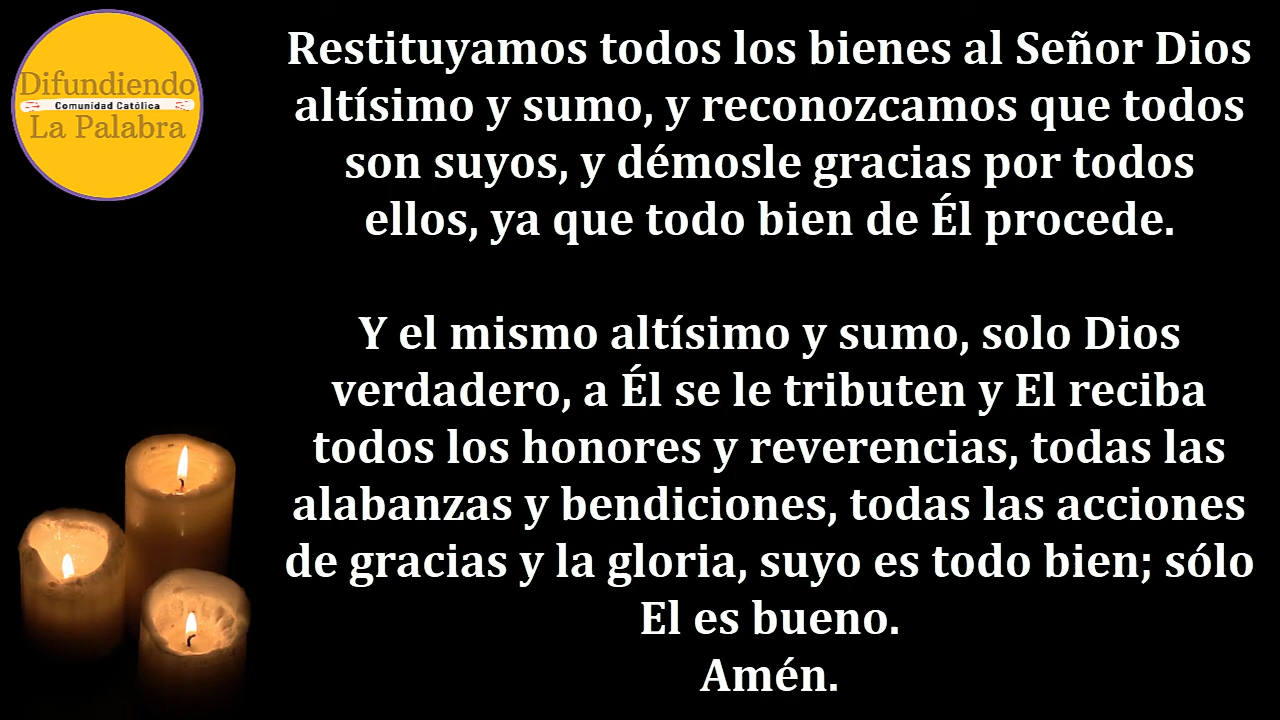 Difundiendo
Comunidad Católica
La Palabra
Restituyamos todos los bienes al Señor Dios
altísimo y sumo, y reconozcamos que todos
son suyos, y démosle gracias por todos
ellos, ya que todo bien de Él procede.
Y el mismo altísimo y sumo, solo Dios
verdadero, a Él se le tributen y El reciba
todos los honores y reverencias, todas las
alabanzas y bendiciones, todas las acciones
de gracias y la gloria, suyo es todo bien; sólo
El es bueno.
Amén.